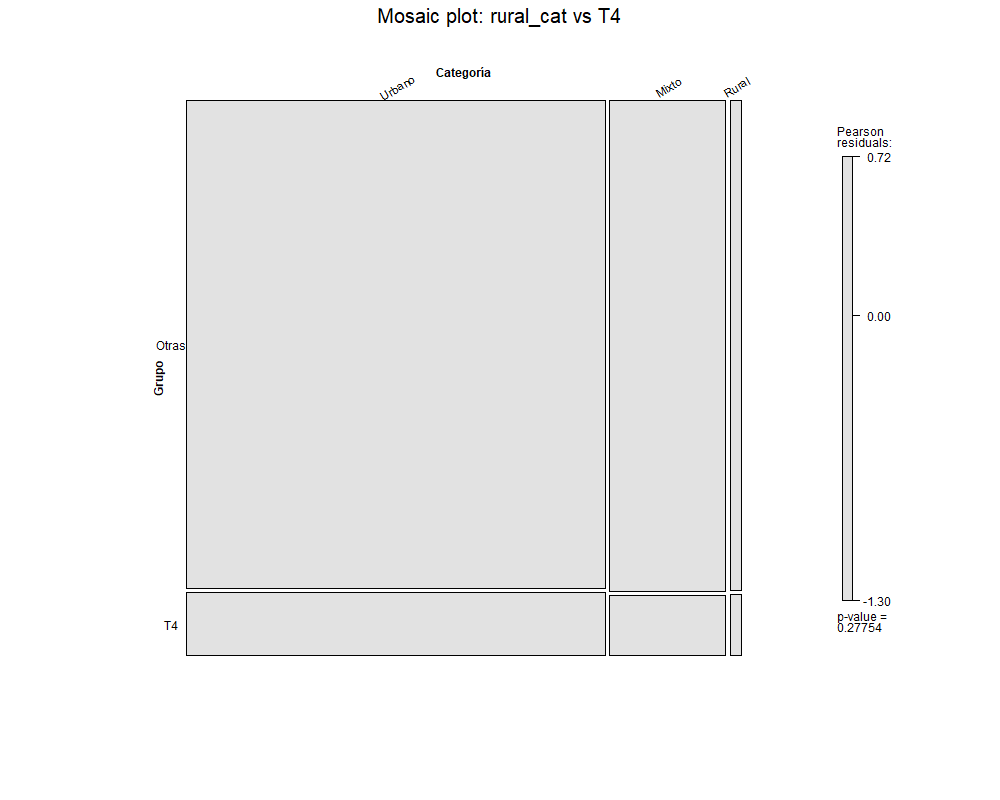 Mosaic plot: rural_cat vs T4
Categoría
Urbano
Mixto
Rural
Pearson
residuals:
0.72
0.00
-1.30
p-value =
0.27754
Otras
Grupo
T4